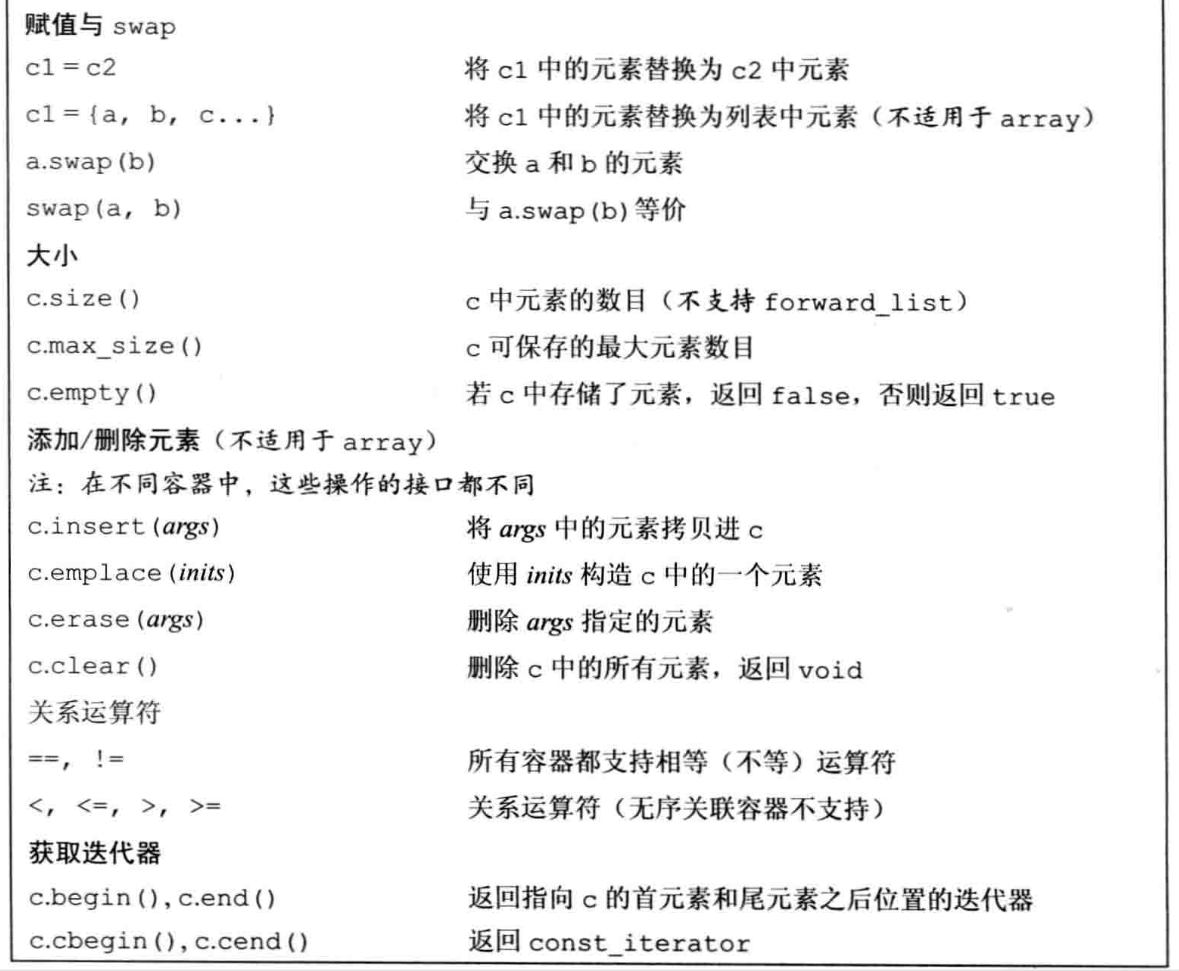 赋值与 swap
c1 = c2 将 c1 中的元素替换为 c2 中元素
c1 = {a, b, c...} 将 c1 中的元素替换为列表中元素（不适用于 array）
a.swap(b) 交换 a 和 b 的元素
swap(a, b) 与 a.swap(b) 等价
大小
c.size() c 中元素的数目（不支持 forward_list）
c.max_size() c 可保存的最大元素数目
c.empty() 若 c 中存储了元素，返回 false，否则返回 true
添加/删除元素（不适用于 array）
注：在不同容器中，这些操作的接口都不同
c.insert(args) 将 args 中的元素拷贝进 c
c.emplace(inits) 使用 inits 构造 c 中的一个元素
c.erase(args) 删除 args 指定的元素
c.clear() 删除 c 中的所有元素，返回 void
关系运算符
==, != 所有容器都支持相等（不等）运算符
<, <=, >, >= 关系运算符（无序关联容器不支持）
获取迭代器
c.begin(), c.end() 返回指向 c 的首元素和尾元素之后位置的迭代器
c.cbegin(), c.cend() 返回 const_iterator